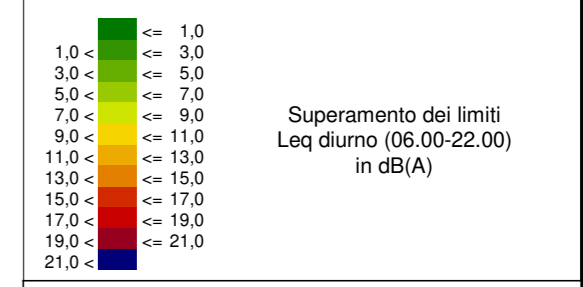 <= 1,0
1,0 < <= 3,0
3,0 < <= 5,0
5,0 < <= 7,0
7,0 < <= 9,0
9,0 < <= 11,0
11,0 < <= 13,0
13,0 < <= 15,0
15,0 < <= 17,0
17,0 < <= 19,0
19,0 < <= 21,0
21,0 <
Superamento dei limiti
Leq diurno (06.00-22.00)
in dB(A)